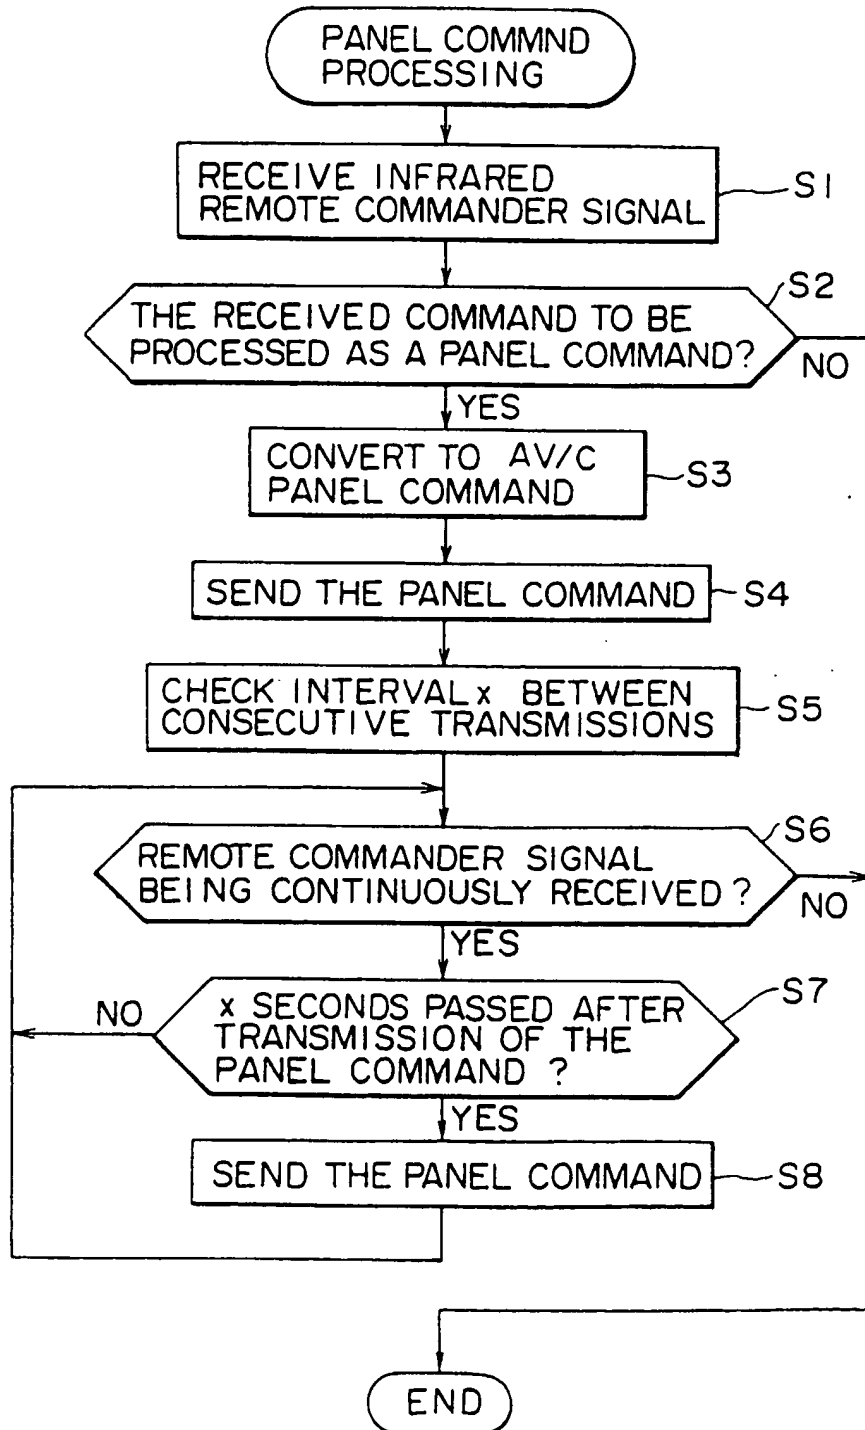 PANEL COMMND
PROCESSING
RECEIVE INFRARED
REMOTE COMMANDER SIGNAL
S1
THE RECEIVED COMMAND TO BE
PROCESSED AS A PANEL COMMAND?
S2
NO
YES
CONVERT TO AV/C
PANEL COMMAND
S3
SEND THE PANEL COMMAND
S4
CHECK INTERVAL x BETWEEN
CONSECUTIVE TRANSMISSIONS
S5
REMOTE COMMANDER SIGNAL
BEING CONTINUOUSLY RECEIVED ?
S6
NO
YES
x SECONDS PASSED AFTER
TRANSMISSION OF THE
PANEL COMMAND ?
S7
NO
YES
SEND THE PANEL COMMAND
S8
END